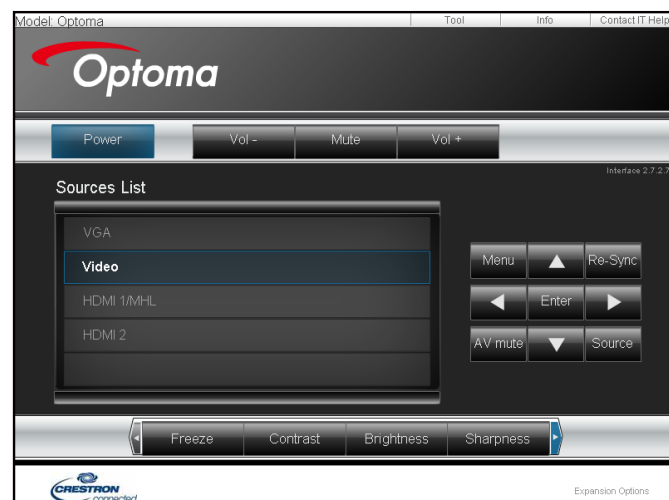 Model: Optoma Tool Info Contact IT Help
Optoma
Power Vol - Mute Vol +
Interface 2.7.2.7
Sources List
VGA
Video
HDMI 1/MHL
HDMI 2
Menu Re-Sync
Enter
AV mute Source
Freeze Contrast Brightness Sharpness
CRESTRON
connected
Expansion Options